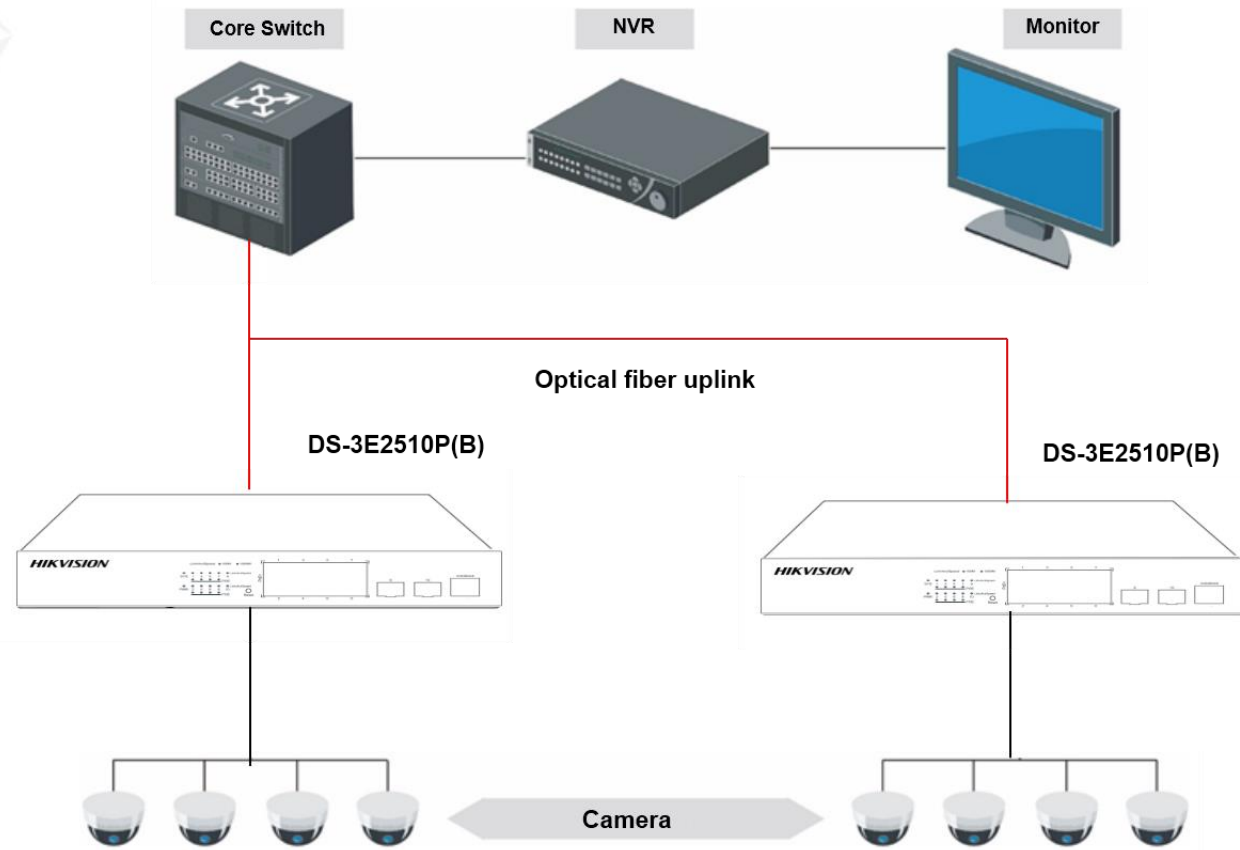 Core Switch
NVR
Monitor
Optical fiber uplink
DS-3E2510P(B)
DS-3E2510P(B)
HIKVISION
HIKVISION
Camera